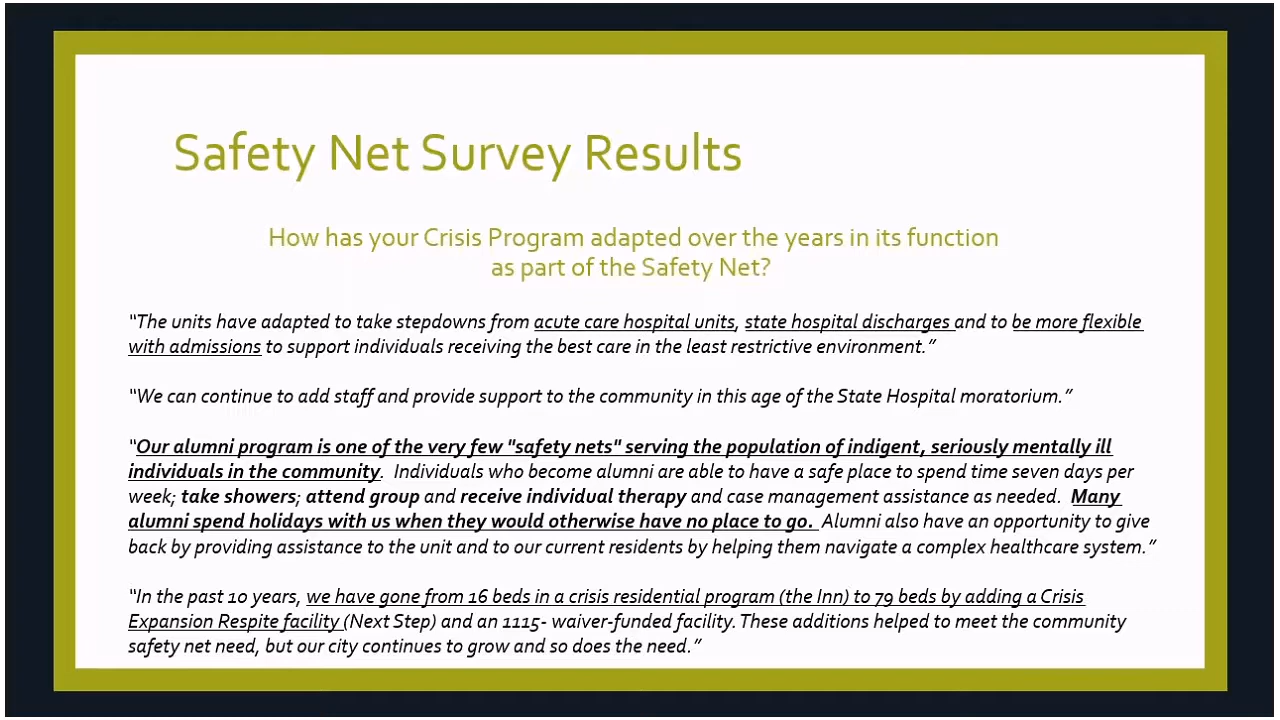 Safety Net Survey Results
How has your Crisis Program adapted over the years in its function
as part of the Safety Net?
“The units have adapted to take stepdowns from acute care hospital units, state hospital discharges and to be more flexible
with admissions to support individuals receiving the best care in the least restrictive environment.”
“We can continue to add staff and provide support to the community in this age of the State Hospital moratorium.”
“Our alumni program is one of the very few "safety nets" serving the population of indigent, seriously mentally ill
individuals in the community. Individuals who become alumni are able to have a safe place to spend time seven days per
week; take showers; attend group and receive individual therapy and case management assistance as needed. Many
alumni spend holidays with us when they would otherwise have no place to go. Alumni also have an opportunity to give
back by providing assistance to the unit and to our current residents by helping them navigate a complex healthcare system.”
“In the past 10 years, we have gone from 16 beds in a crisis residential program (the Inn) to 79 beds by adding a Crisis
Expansion Respite facility (Next Step) and an 1115- waiver-funded facility. These additions helped to meet the community
safety net need, but our city continues to grow and so does the need.”